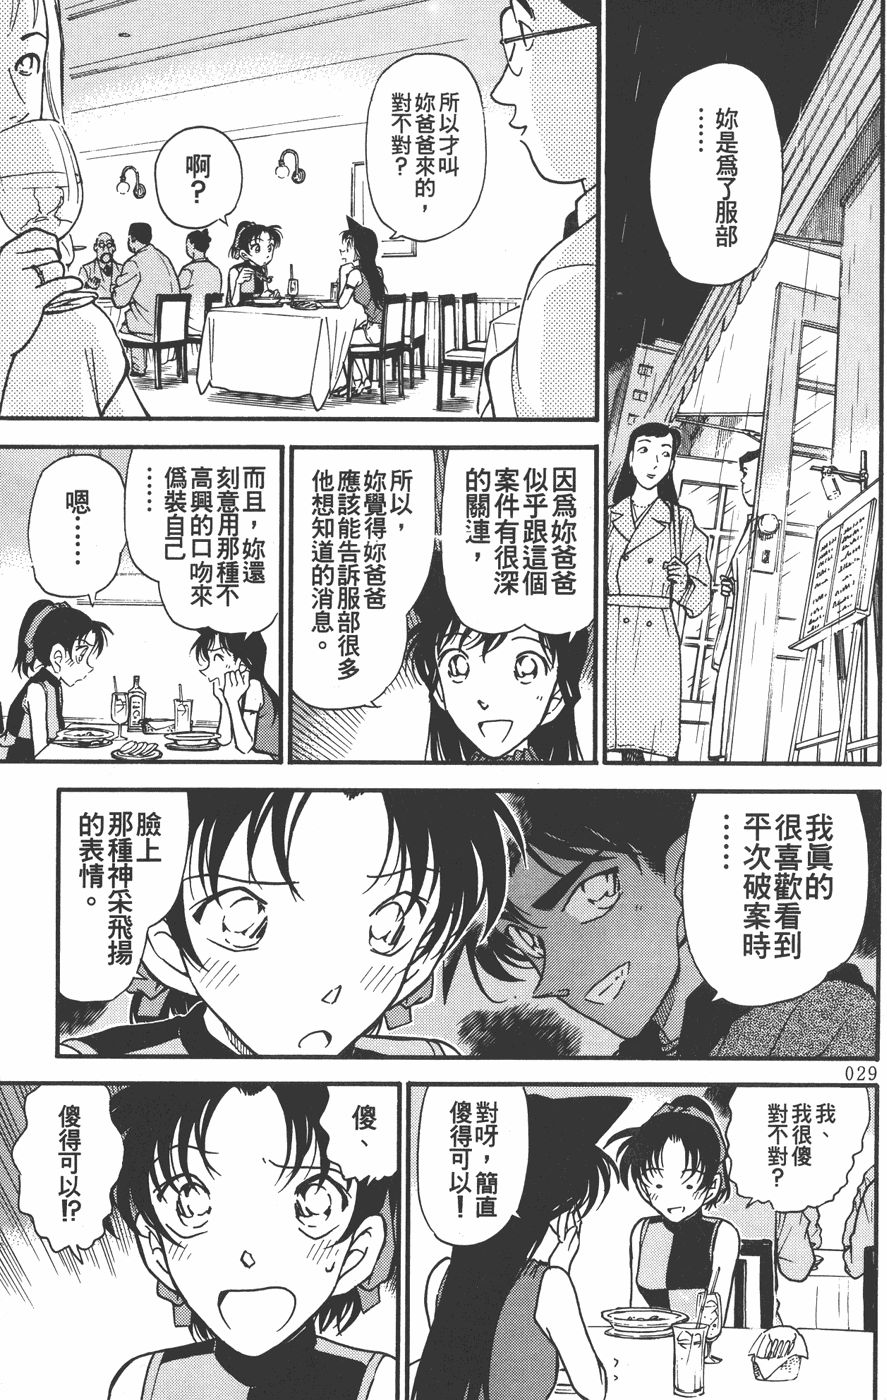 妳是爲了服部
……
所以才叫
妳爸爸來的，
對不對？
啊？
因爲妳爸爸
似乎跟這個
案件有很深
的關連，
所以，
妳覺得妳爸爸
應該能告訴服部很多
他想知道的消息。
而且，妳還
刻意用那種不
高興的口吻來
僞裝自己
……
嗯……
我眞的
很喜歡看到
平次破案時
……
臉上
那種神采飛揚
的表情。
029
我、
我很傻
對不對？
對呀，簡直
傻得可以！
傻、
傻得可以!?